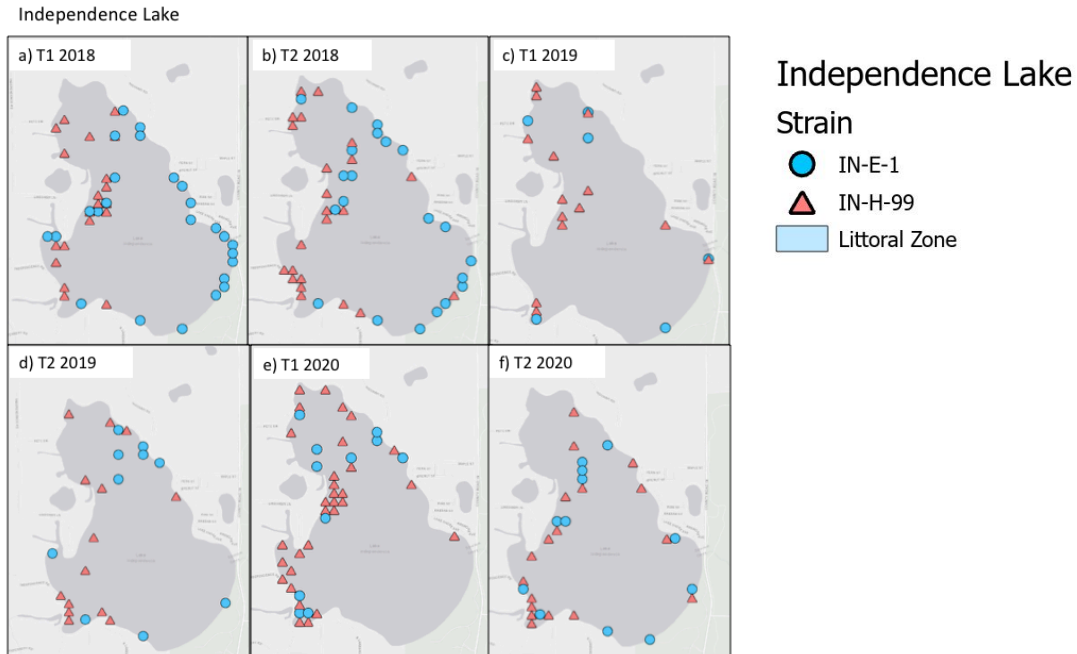 Independence Lake
a) T1 2018
b) T2 2018
c) T1 2019
Independence Lake
Strain
IN-E-1
IN-H-99
Littoral Zone
d) T2 2019
e) T1 2020
f) T2 2020